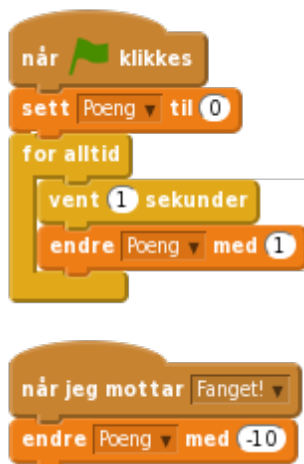 når klikkes
sett Poeng til 0
for alltid
vent 1 sekunder
endre Poeng med 1
når jeg mottar Fanget!
endre Poeng med -10